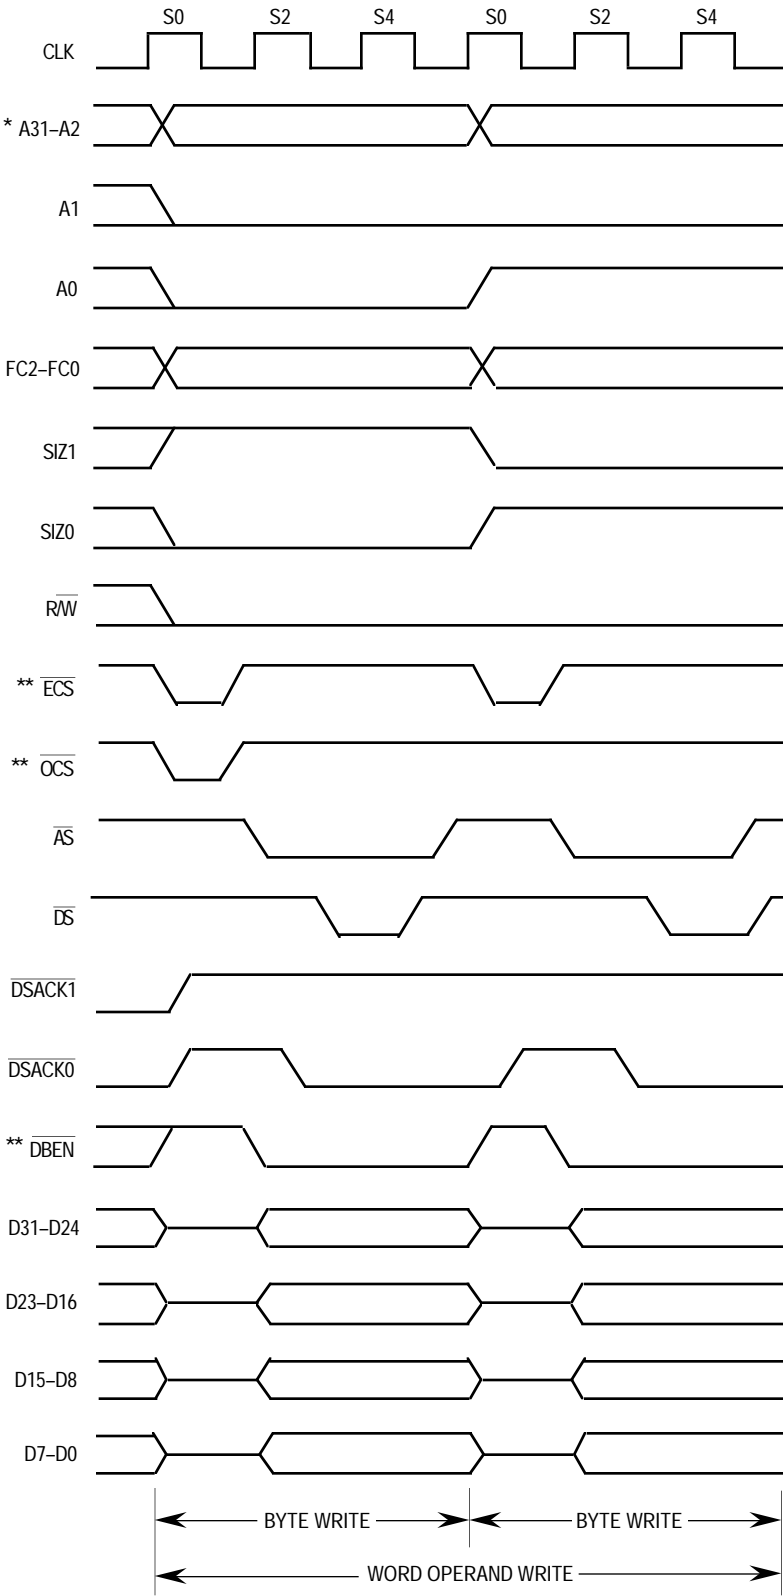 S0 S2 S4 S0 S2 S4
CLK
* A31–A2
A1
A0
FC2–FC0
SIZ1
SIZ0
R/W
** ECS
** OCS
AS
DS
DSACK1
DSACK0
** DBEN
D31–D24
D23–D16
D15–D8
D7–D0
BYTE WRITE BYTE WRITE
WORD OPERAND WRITE